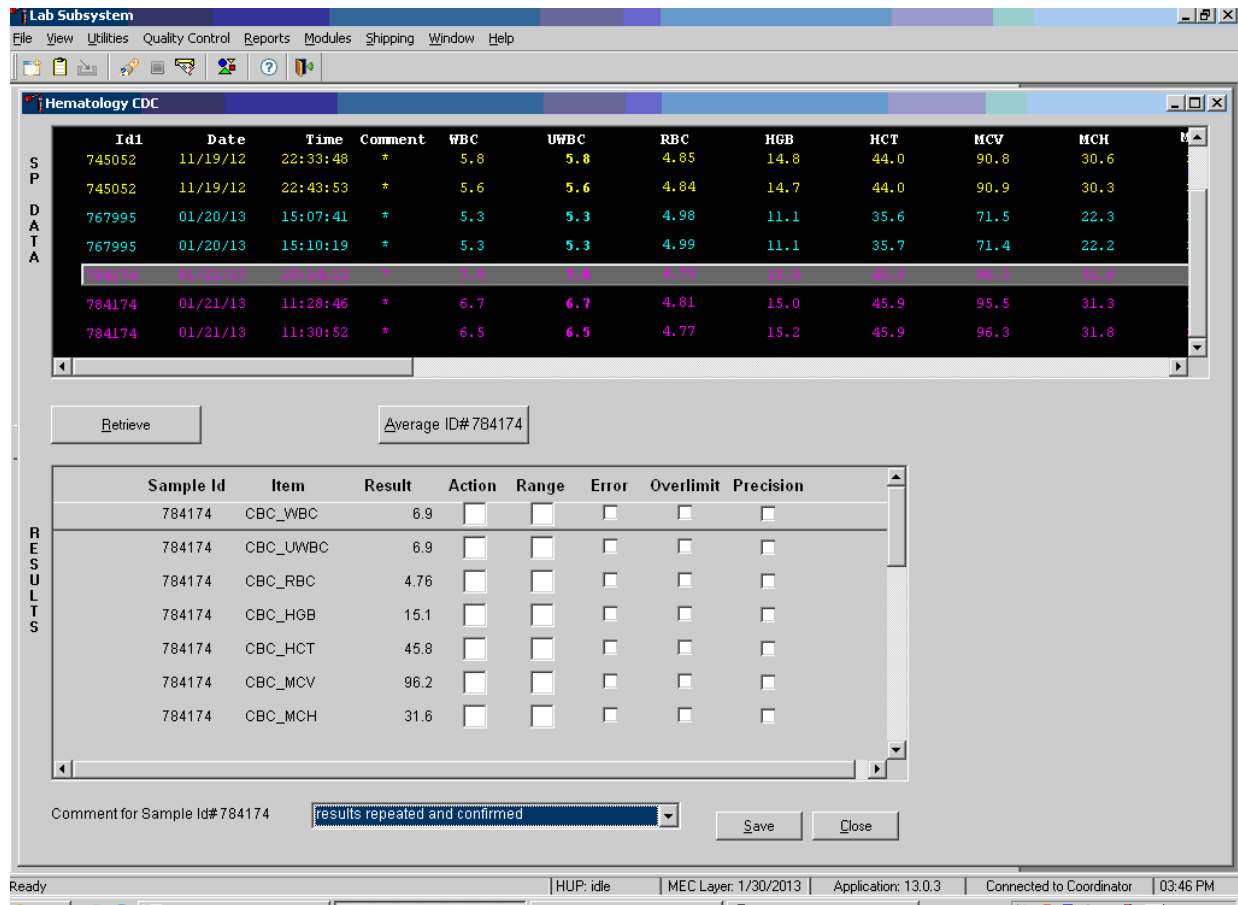 Lab Subsystem
File View Utilities Quality Control Reports Modules Shipping Window Help
Hematology CDC
SP DATA
Id1 Date Time Comment WBC UWBC RBC HGB HCT MCV MCH
745052 11/19/12 22:33:48 * 5.8 5.8 4.85 14.8 44.0 90.8 30.6
745052 11/19/12 22:43:53 * 5.6 5.6 4.84 14.7 44.0 90.9 30.3
767995 01/20/13 15:07:41 * 5.3 5.3 4.98 11.1 35.6 71.5 22.3
767995 01/20/13 15:10:19 * 5.3 5.3 4.99 11.1 35.7 71.4 22.2
784174 01/21/13
784174 01/21/13 11:28:46 * 6.7 6.7 4.81 15.0 45.9 95.5 31.3
784174 01/21/13 11:30:52 * 6.5 6.5 4.77 15.2 45.9 96.3 31.8
Retrieve Average ID#784174
RESULTS
Sample Id Item Result Action Range Error Overlimit Precision
784174 CBC_WBC 6.9
784174 CBC_UWBC 6.9
784174 CBC_RBC 4.76
784174 CBC_HGB 15.1
784174 CBC_HCT 45.8
784174 CBC_MCV 96.2
784174 CBC_MCH 31.6
Comment for Sample Id#784174 results repeated and confirmed
Save Close
Ready HUP: idle MEC Layer: 1/30/2013 Application: 13.0.3 Connected to Coordinator 03:46 PM